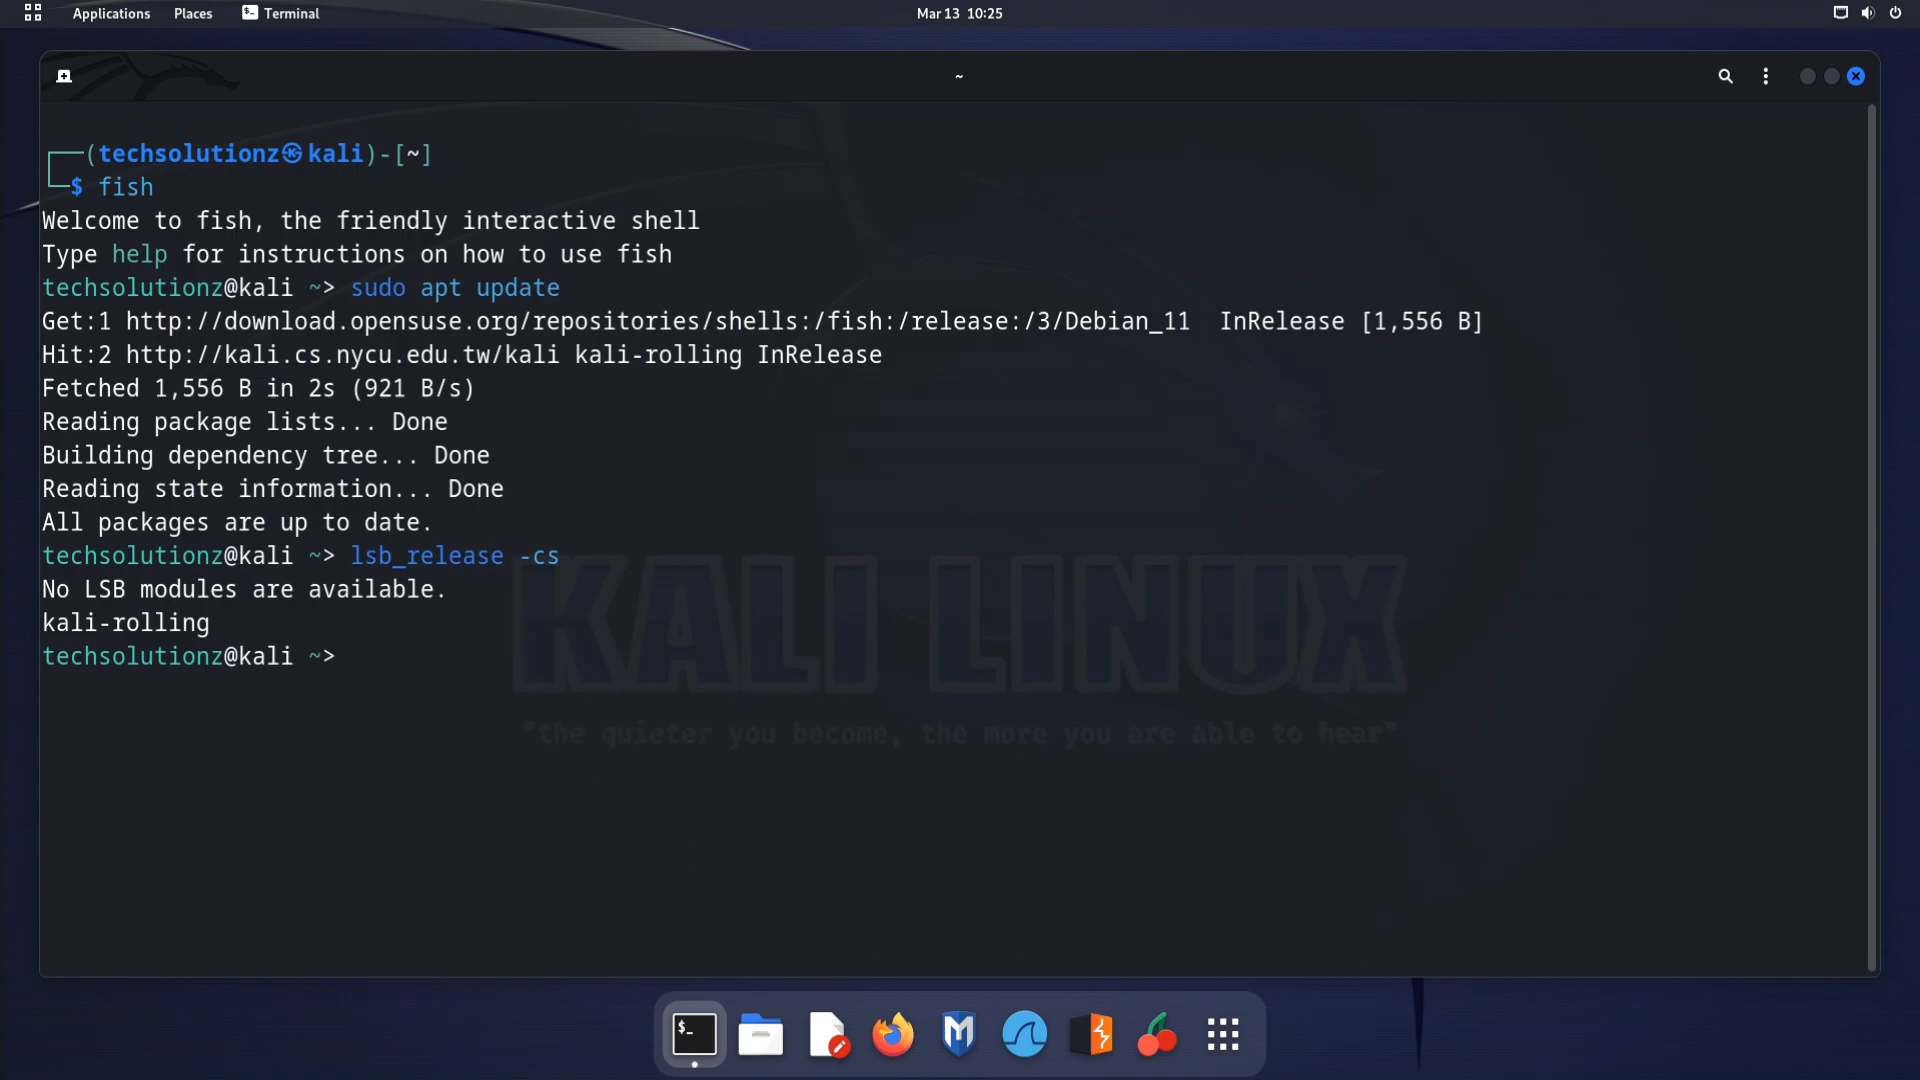 Applications Places Terminal Mar 13 10:25
~
┌──(techsolutionz㉿kali)-[~]
└─$ fish
Welcome to fish, the friendly interactive shell
Type help for instructions on how to use fish
techsolutionz@kali ~> sudo apt update
Get:1 http://download.opensuse.org/repositories/shells:/fish:/release:/3/Debian_11  InRelease [1,556 B]
Hit:2 http://kali.cs.nycu.edu.tw/kali kali-rolling InRelease
Fetched 1,556 B in 2s (921 B/s)
Reading package lists... Done
Building dependency tree... Done
Reading state information... Done
All packages are up to date.
techsolutionz@kali ~> lsb_release -cs
No LSB modules are available.
kali-rolling
techsolutionz@kali ~>
KALI LINUX
"the quieter you become, the more you are able to hear"